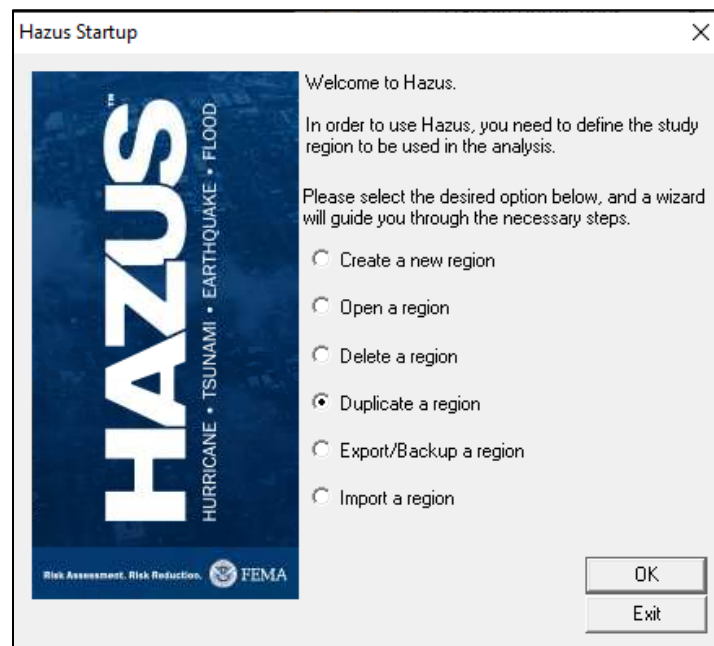 Hazus Startup
HAZUS™
HURRICANE • TSUNAMI • EARTHQUAKE • FLOOD
Risk Assessment. Risk Reduction. FEMA
Welcome to Hazus.
In order to use Hazus, you need to define the study
region to be used in the analysis.
Please select the desired option below, and a wizard
will guide you through the necessary steps.
Create a new region
Open a region
Delete a region
Duplicate a region
Export/Backup a region
Import a region
OK
Exit